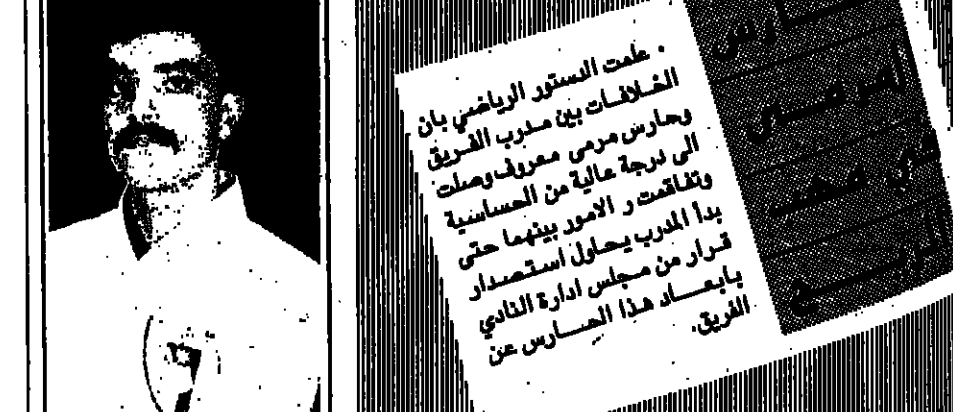 • علمت الدستور الرياضي بان
الخلافات بين مدرب الفريق
وحارس مرمى معروف وصلت
الى درجة عالية من الحساسية
وتفاقمت ر الامور بينهما حتى
بدأ المدرب يحاول استصدار
قرار من مجلس ادارة النادي
بابعاد هذا الحارس عن
الفريق.